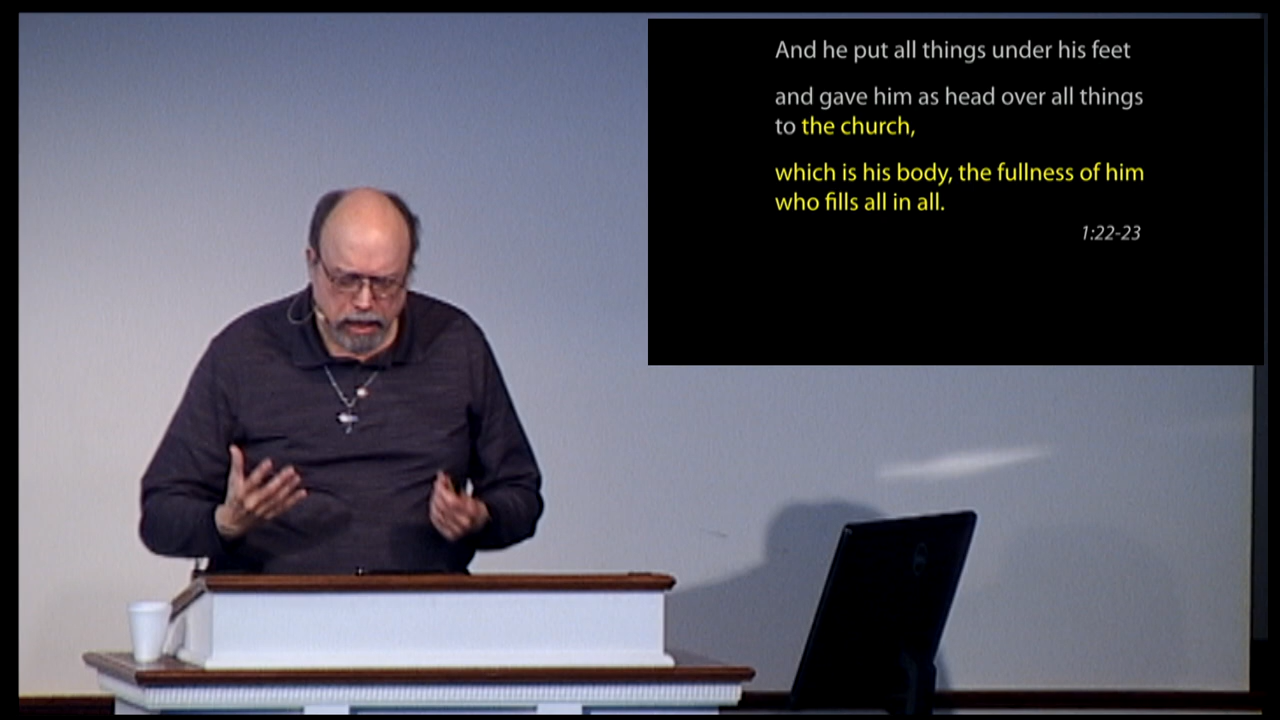 And he put all things under his feet
and gave him as head over all things
to the church,
which is his body, the fullness of him
who fills all in all.
1:22-23